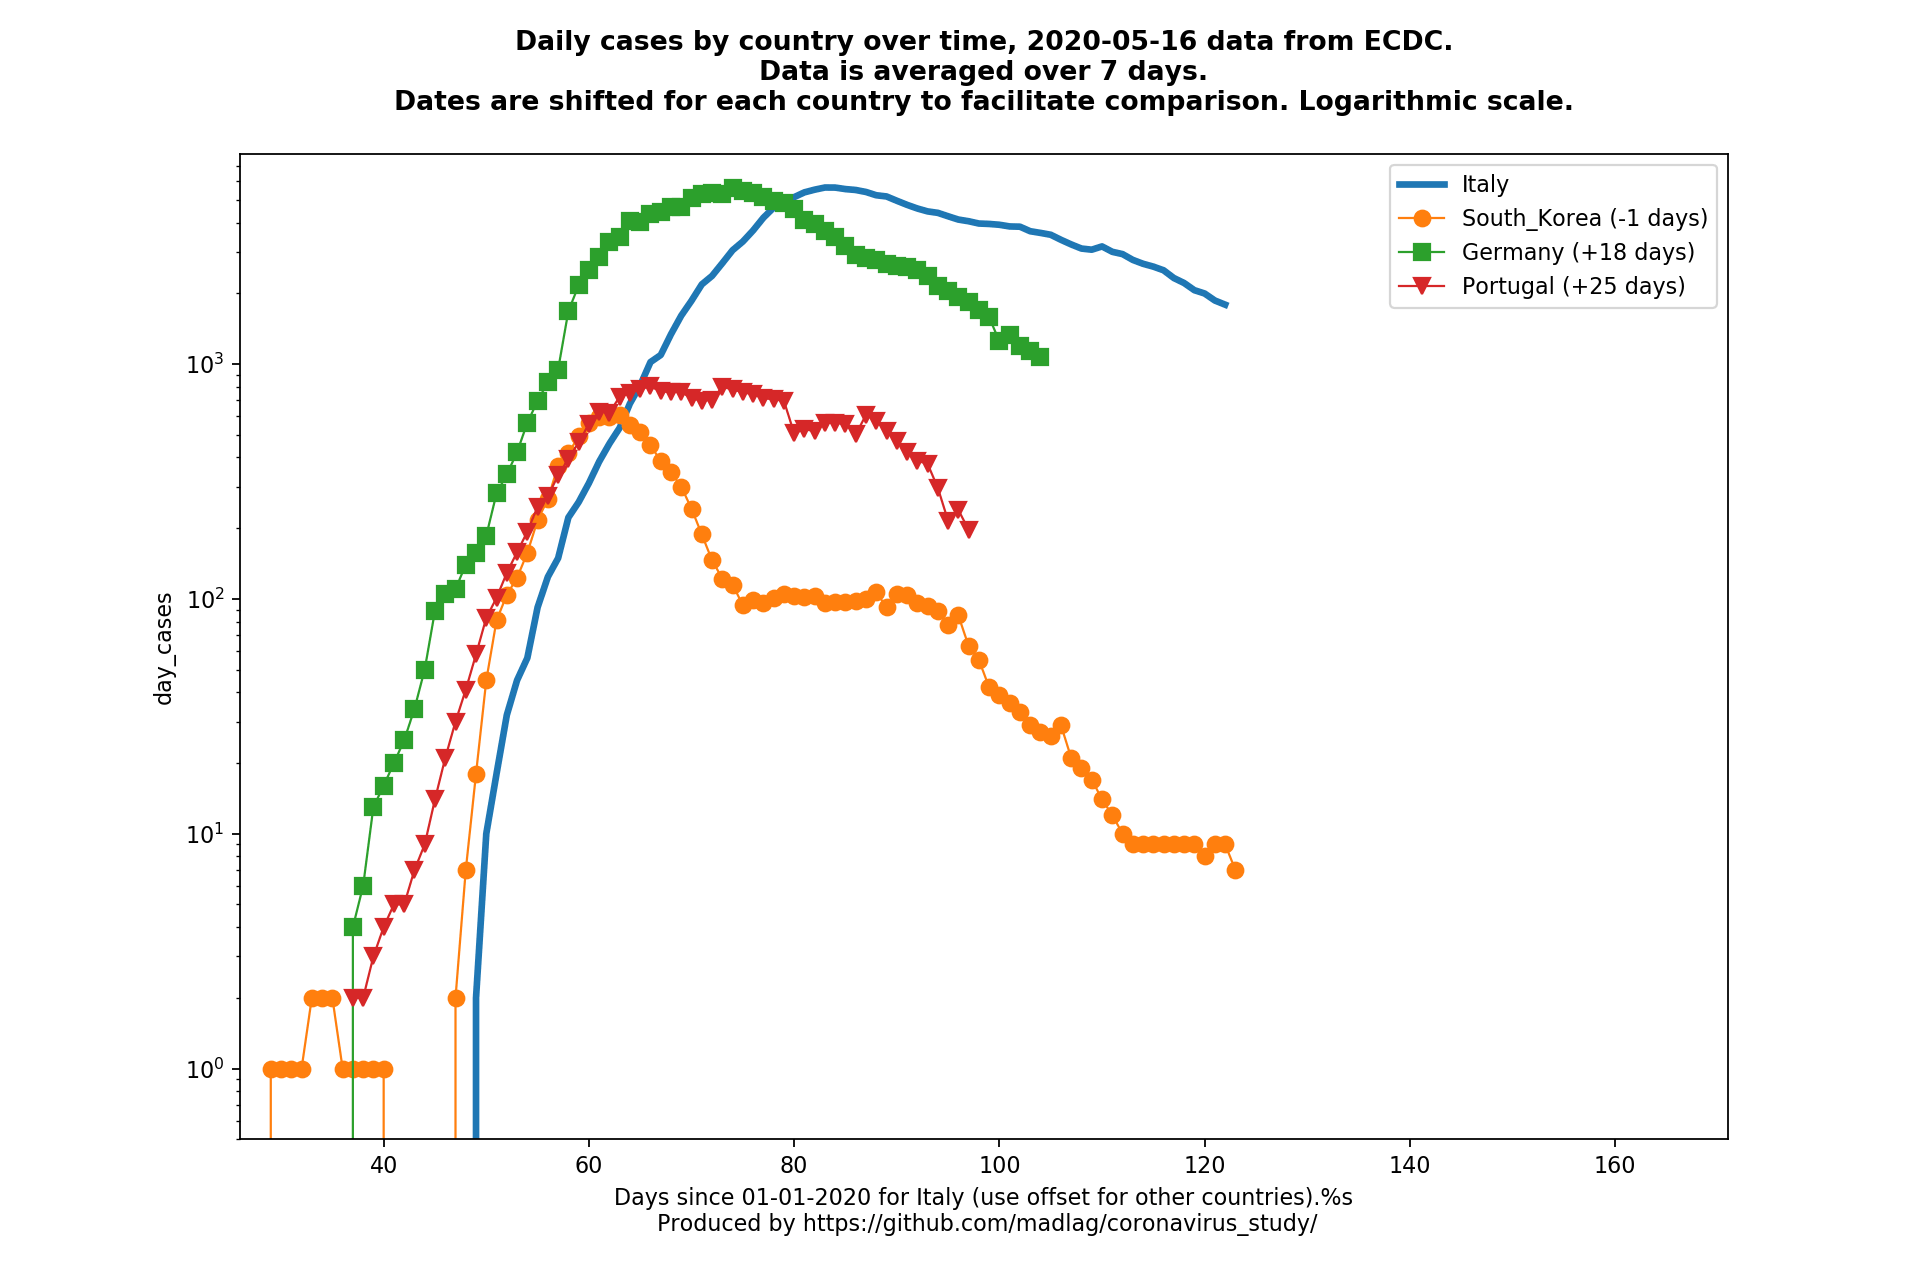 Daily cases by country over time, 2020-05-16 data from ECDC.
Data is averaged over 7 days.
Dates are shifted for each country to facilitate comparison. Logarithmic scale.
Italy
South_Korea (-1 days)
Germany (+18 days)
Portugal (+25 days)
day_cases
10³
10²
10¹
10⁰
40 60 80 100 120 140 160
Days since 01-01-2020 for Italy (use offset for other countries).%s
Produced by https://github.com/madlag/coronavirus_study/